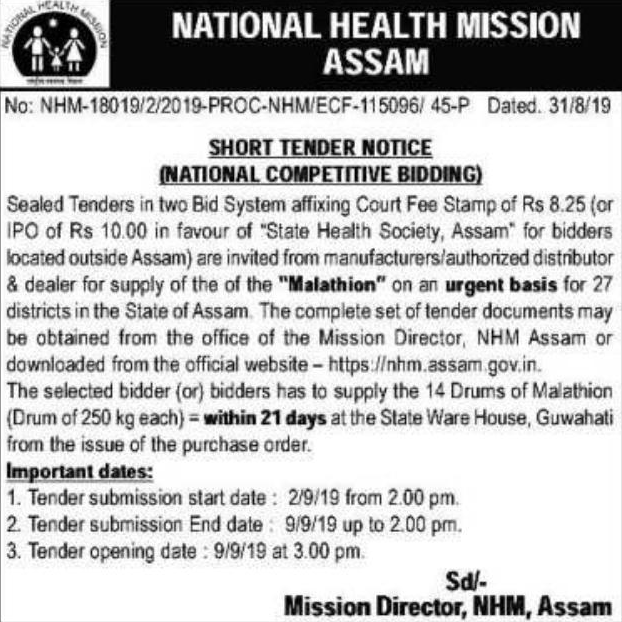 NATIONAL HEALTH MISSION
NATIONAL HEALTH MISSION
ASSAM
No: NHM-18019/2/2019-PROC-NHM/ECF-115096/ 45-P Dated. 31/8/19
SHORT TENDER NOTICE
(NATIONAL COMPETITIVE BIDDING)
Sealed Tenders in two Bid System affixing Court Fee Stamp of Rs 8.25 (or
IPO of Rs 10.00 in favour of "State Health Society, Assam" for bidders
located outside Assam) are invited from manufacturers/authorized distributor
& dealer for supply of the of the "Malathion" on an urgent basis for 27
districts in the State of Assam. The complete set of tender documents may
be obtained from the office of the Mission Director, NHM Assam or
downloaded from the official website – https://nhm.assam.gov.in.
The selected bidder (or) bidders has to supply the 14 Drums of Malathion
(Drum of 250 kg each) = within 21 days at the State Ware House, Guwahati
from the issue of the purchase order.
Important dates:
1. Tender submission start date : 2/9/19 from 2.00 pm.
2. Tender submission End date : 9/9/19 up to 2.00 pm.
3. Tender opening date : 9/9/19 at 3.00 pm.
Sd/-
Mission Director, NHM, Assam